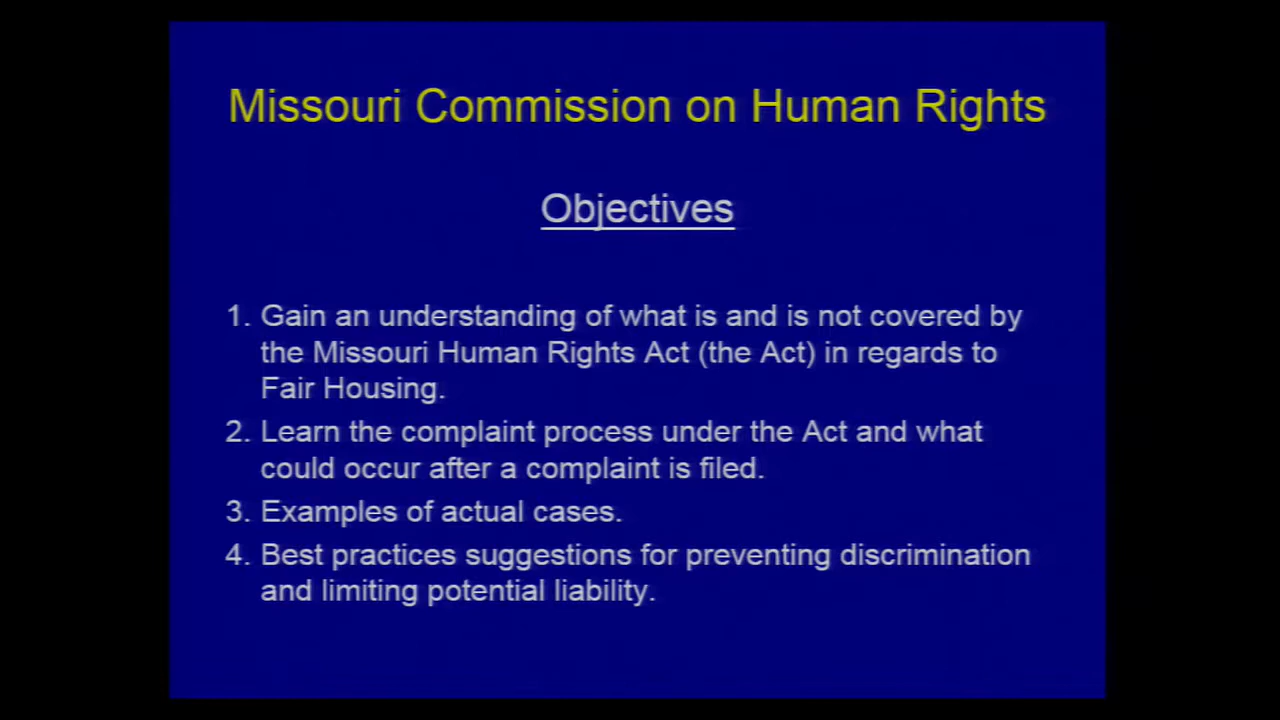 Missouri Commission on Human Rights
Objectives
1. Gain an understanding of what is and is not covered by
the Missouri Human Rights Act (the Act) in regards to
Fair Housing.
2. Learn the complaint process under the Act and what
could occur after a complaint is filed.
3. Examples of actual cases.
4. Best practices suggestions for preventing discrimination
and limiting potential liability.